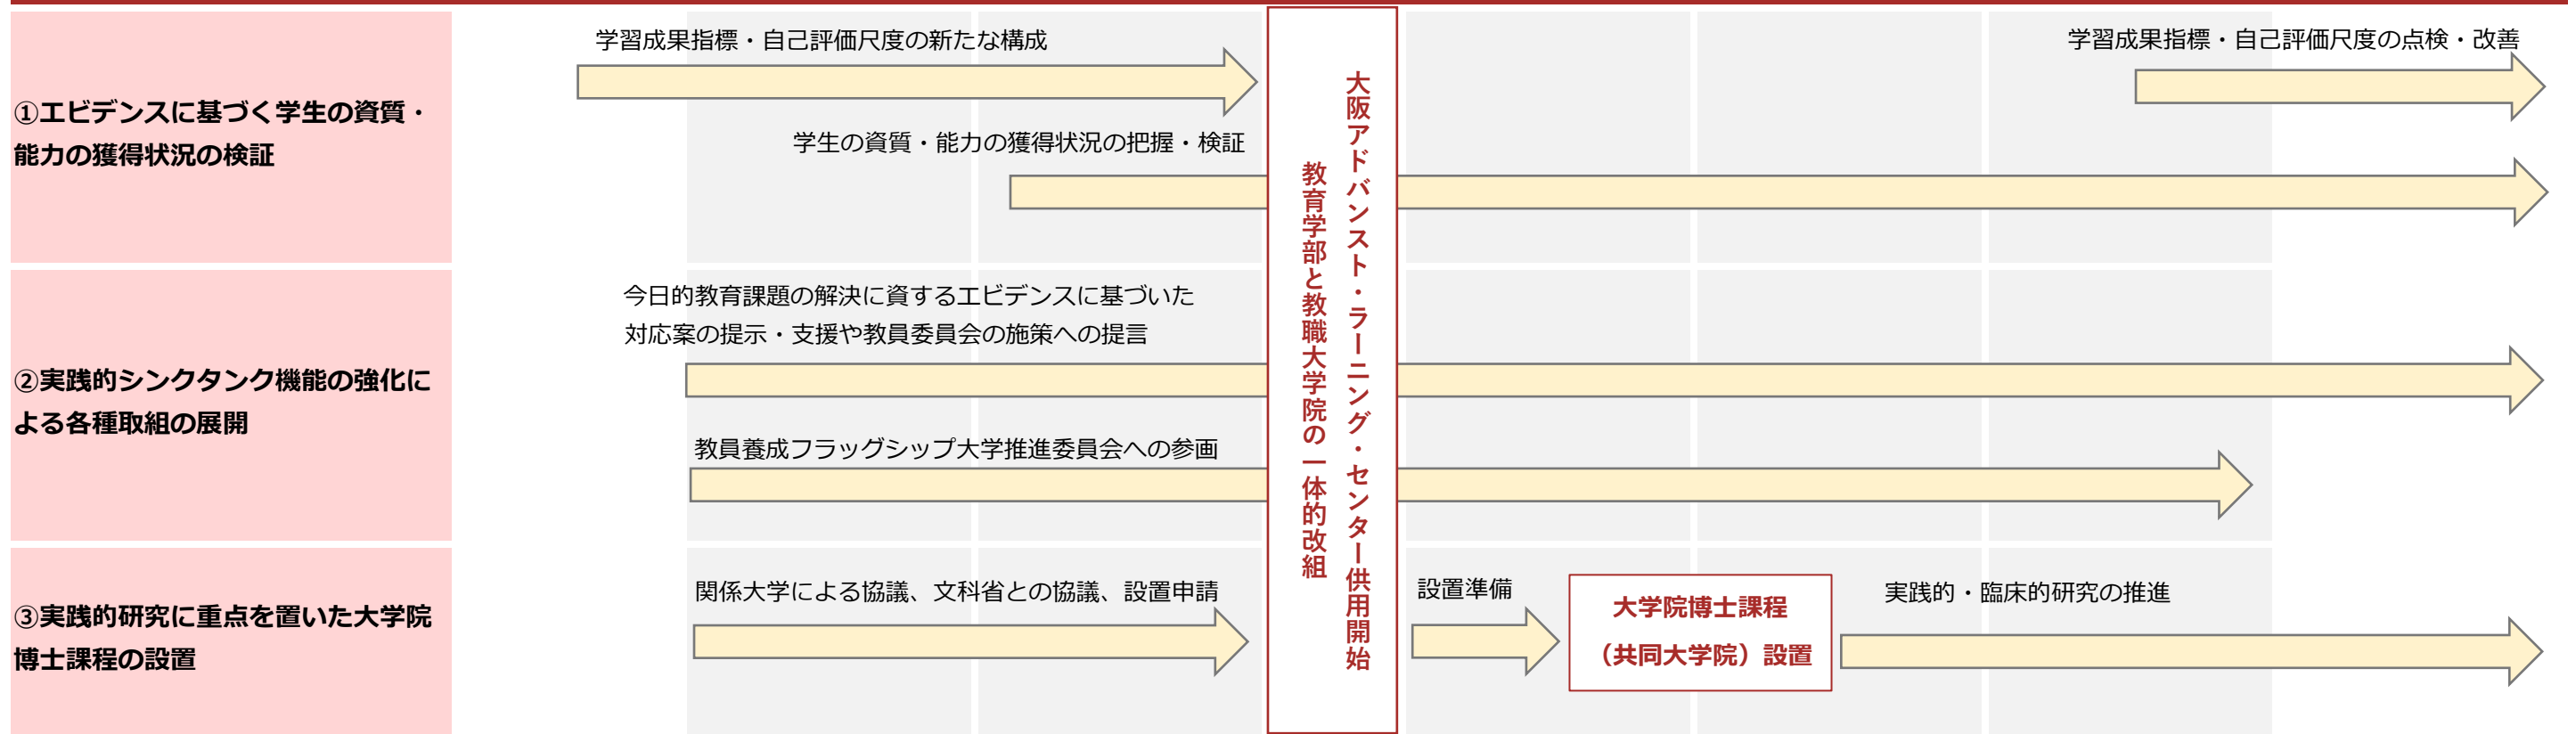 ①エビデンスに基づく学生の資質・
能力の獲得状況の検証
学習成果指標・自己評価尺度の新たな構成
学生の資質・能力の獲得状況の把握・検証
学習成果指標・自己評価尺度の点検・改善
大阪アドバンスト・ラーニング・センター供用開始
教育学部と教職大学院の一体的改組
②実践的シンクタンク機能の強化に
よる各種取組の展開
今日的教育課題の解決に資するエビデンスに基づいた
対応案の提示・支援や教員委員会の施策への提言
教員養成フラッグシップ大学推進委員会への参画
③実践的研究に重点を置いた大学院
博士課程の設置
関係大学による協議、文科省との協議、設置申請
設置準備
大学院博士課程
（共同大学院）設置
実践的・臨床的研究の推進